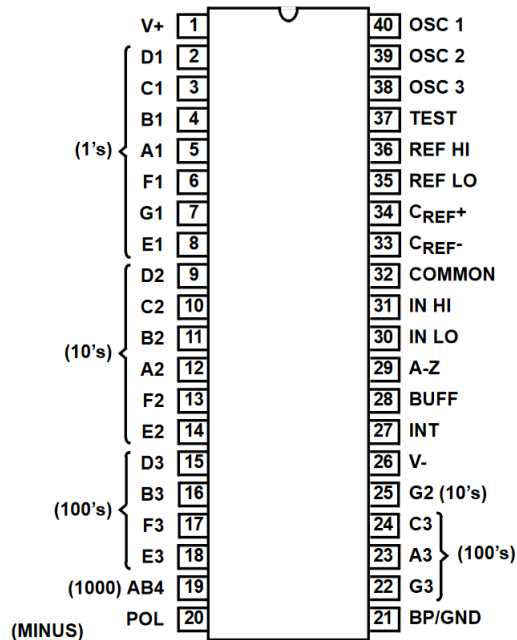 V+ 1 40 OSC 1
D1 2 39 OSC 2
C1 3 38 OSC 3
B1 4 37 TEST
(1's) A1 5 36 REF HI
F1 6 35 REF LO
G1 7 34 CREF+
E1 8 33 CREF-
D2 9 32 COMMON
C2 10 31 IN HI
B2 11 30 IN LO
(10's) A2 12 29 A-Z
F2 13 28 BUFF
E2 14 27 INT
D3 15 26 V-
B3 16 25 G2 (10's)
(100's) F3 17 24 C3
E3 18 23 A3 (100's)
(1000) AB4 19 22 G3
POL 20 21 BP/GND
(MINUS)